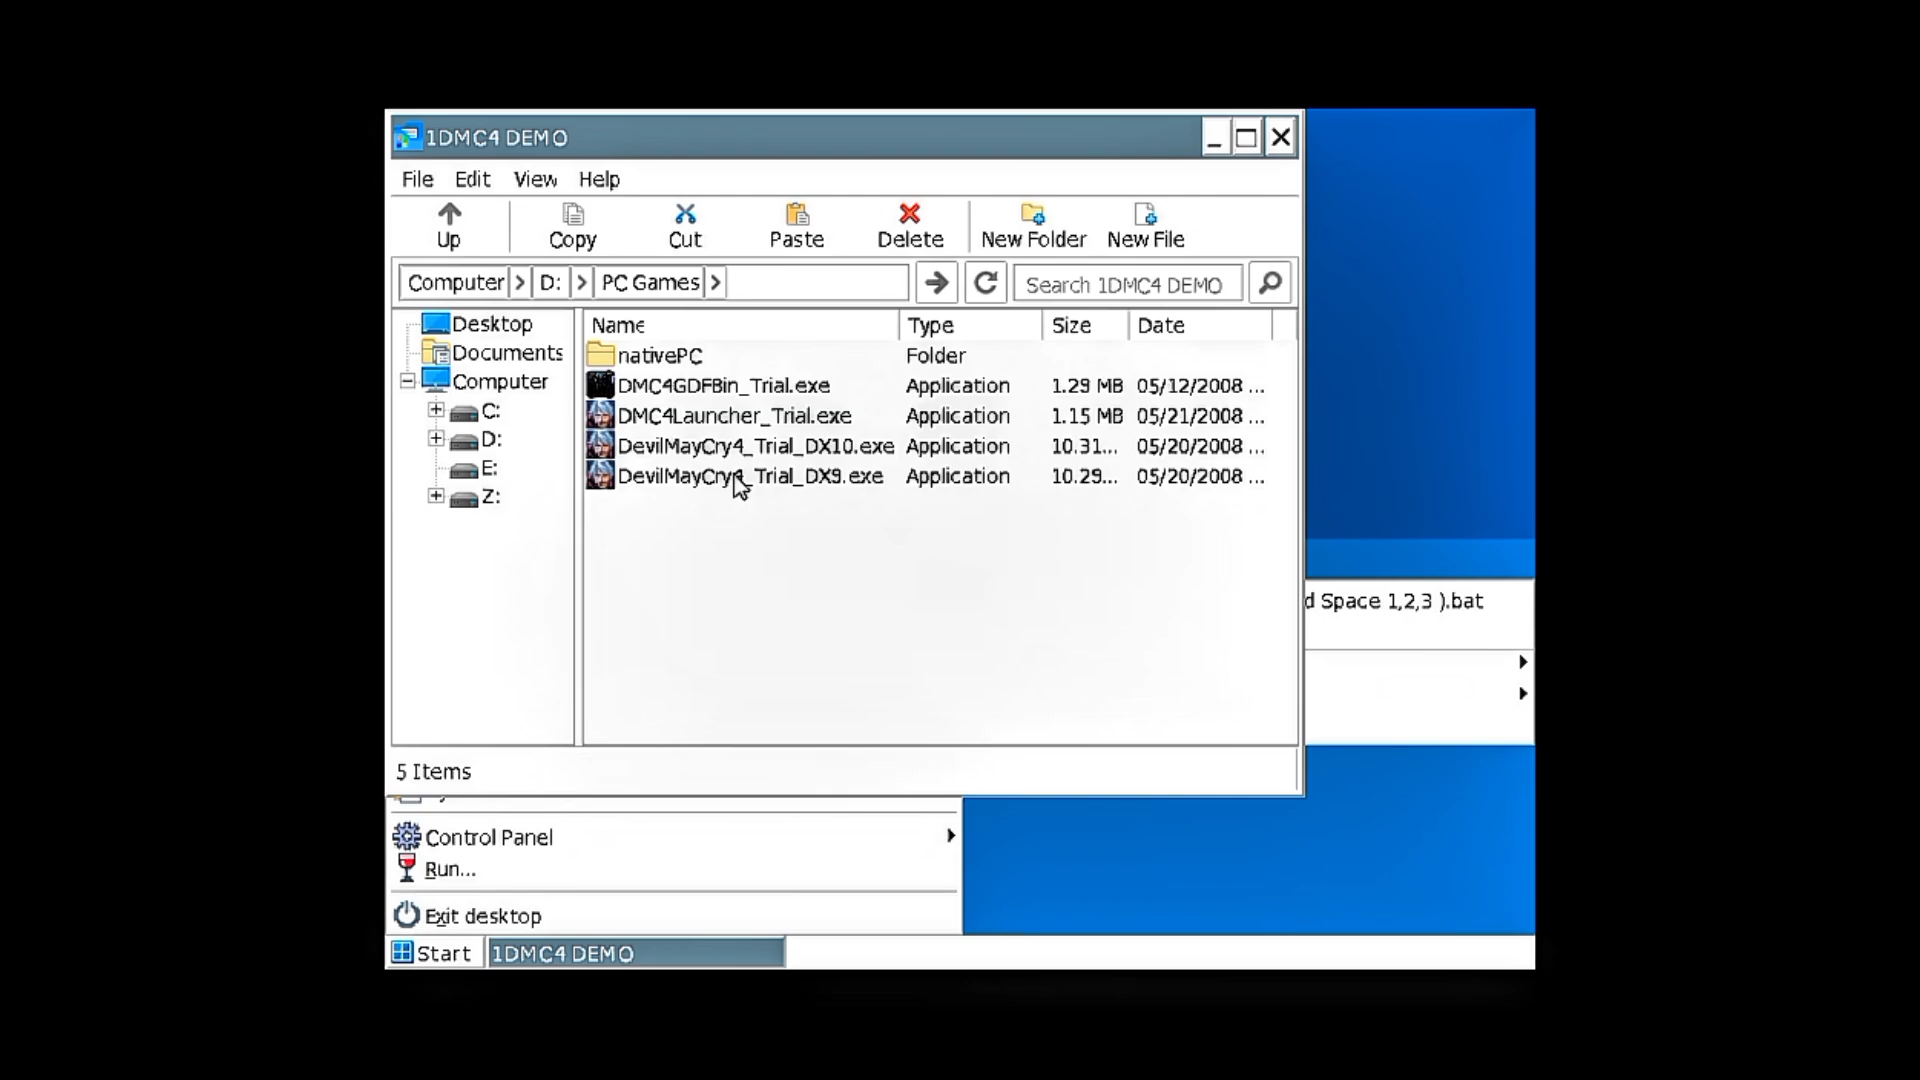 1DMC4 DEMO
File Edit View Help
Up Copy Cut Paste Delete New Folder New File
Computer > D: > PC Games > Search 1DMC4 DEMO
Desktop
Documents
Computer
C:
D:
E:
Z:
Name Type Size Date
nativePC Folder
DMC4GDFBin_Trial.exe Application 1.29 MB 05/12/2008 ...
DMC4Launcher_Trial.exe Application 1.15 MB 05/21/2008 ...
DevilMayCry4_Trial_DX10.exe Application 10.31... 05/20/2008 ...
DevilMayCry4_Trial_DX9.exe Application 10.29... 05/20/2008 ...
d Space 1,2,3 ).bat
5 Items
Control Panel
Run...
Exit desktop
Start 1DMC4 DEMO